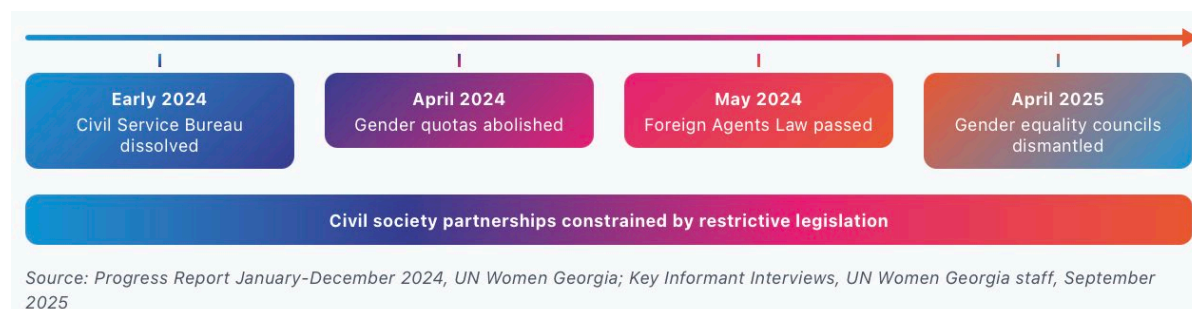 Early 2024
Civil Service Bureau
dissolved
April 2024
Gender quotas abolished
May 2024
Foreign Agents Law passed
April 2025
Gender equality councils
dismantled
Civil society partnerships constrained by restrictive legislation
Source: Progress Report January-December 2024, UN Women Georgia; Key Informant Interviews, UN Women Georgia staff, September
2025